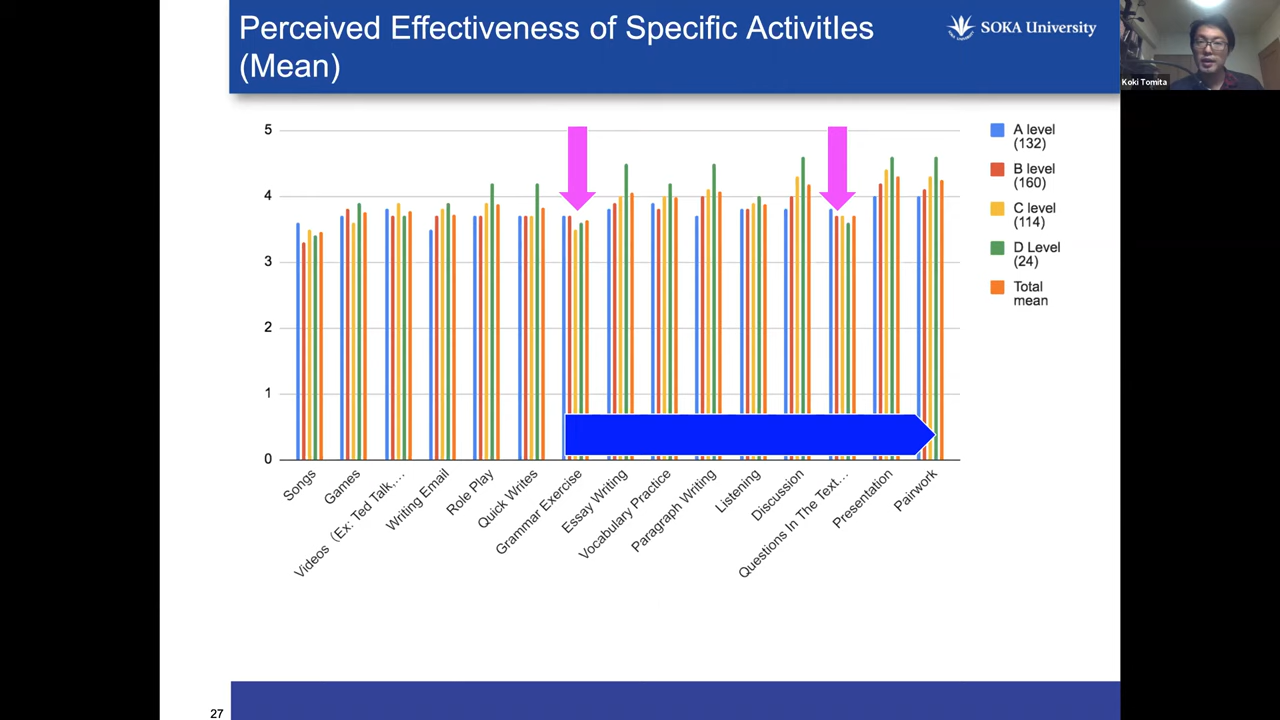 Perceived Effectiveness of Specific ActivitIes
(Mean)
SOKA University
Koki Tomita
5
4
3
2
1
0
A level
(132)
B level
(160)
C level
(114)
D Level
(24)
Total
mean
Songs
Games
Videos（Ex: Ted Talk,...
Writing Email
Role Play
Quick Writes
Grammar Exercise
Essay Writing
Vocabulary Practice
Paragraph Writing
Listening
Discussion
Questions In The Text...
Presentation
Pairwork
27